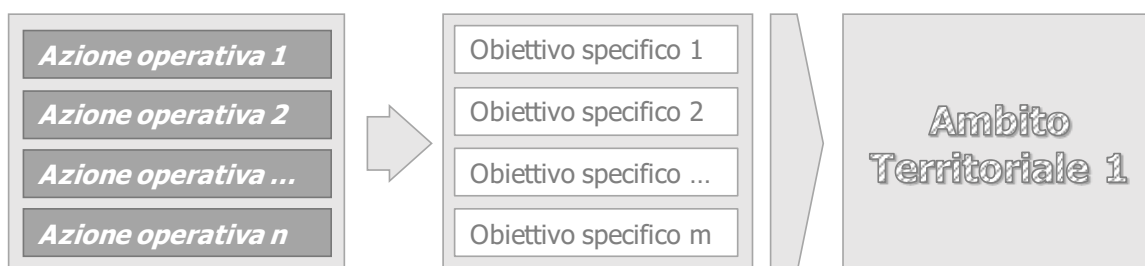 Azione operativa 1
Azione operativa 2
Azione operativa ...
Azione operativa n
Obiettivo specifico 1
Obiettivo specifico 2
Obiettivo specifico ...
Obiettivo specifico m
Ambito
Territoriale 1